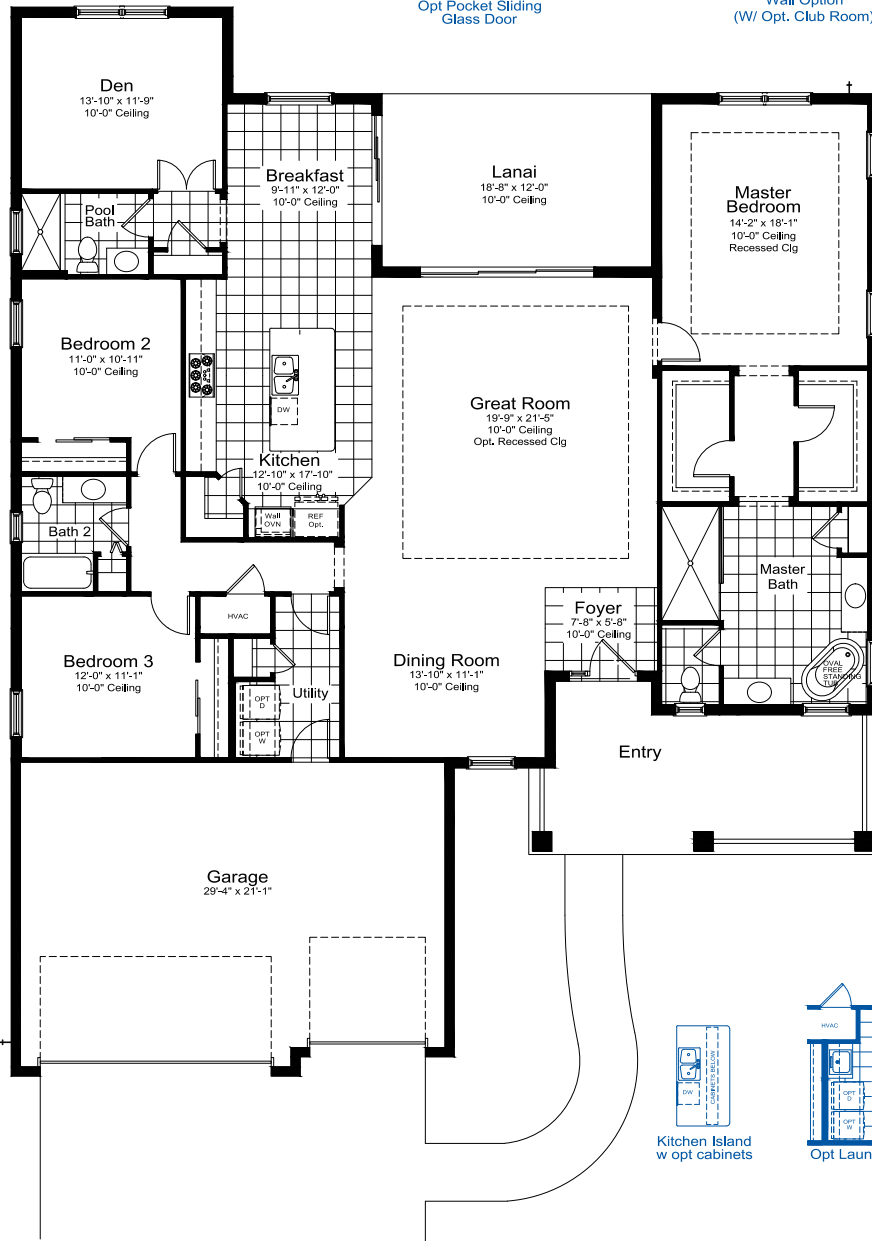 Opt Pocket Sliding
Glass Door
Wall Option
(W/ Opt. Club Room)
Den
13'-10" x 11'-9"
10'-0" Ceiling
Breakfast
9'-11" x 12'-0"
10'-0" Ceiling
Lanai
18'-8" x 12'-0"
10'-0" Ceiling
Master
Bedroom
14'-2" x 18'-1"
10'-0" Ceiling
Recessed Clg
Pool
Bath
Bedroom 2
11'-0" x 10'-11"
10'-0" Ceiling
DW
Great Room
19'-9" x 21'-5"
10'-0" Ceiling
Opt. Recessed Clg
Kitchen
12'-10" x 17'-10"
10'-0" Ceiling
Wall
OVN
REF
Opt.
Bath 2
Master
Bath
HVAC
Foyer
7'-8" x 5'-8"
10'-0" Ceiling
Bedroom 3
12'-0" x 11'-1"
10'-0" Ceiling
Dining Room
13'-10" x 11'-1"
10'-0" Ceiling
OVAL
FREE
STANDING
TUB
Utility
OPT
D
OPT
W
Entry
Garage
29'-4" x 21'-1"
DW
CABINETS BELOW
Kitchen Island
w opt cabinets
HVAC
OPT
D
OPT
W
Opt Laun